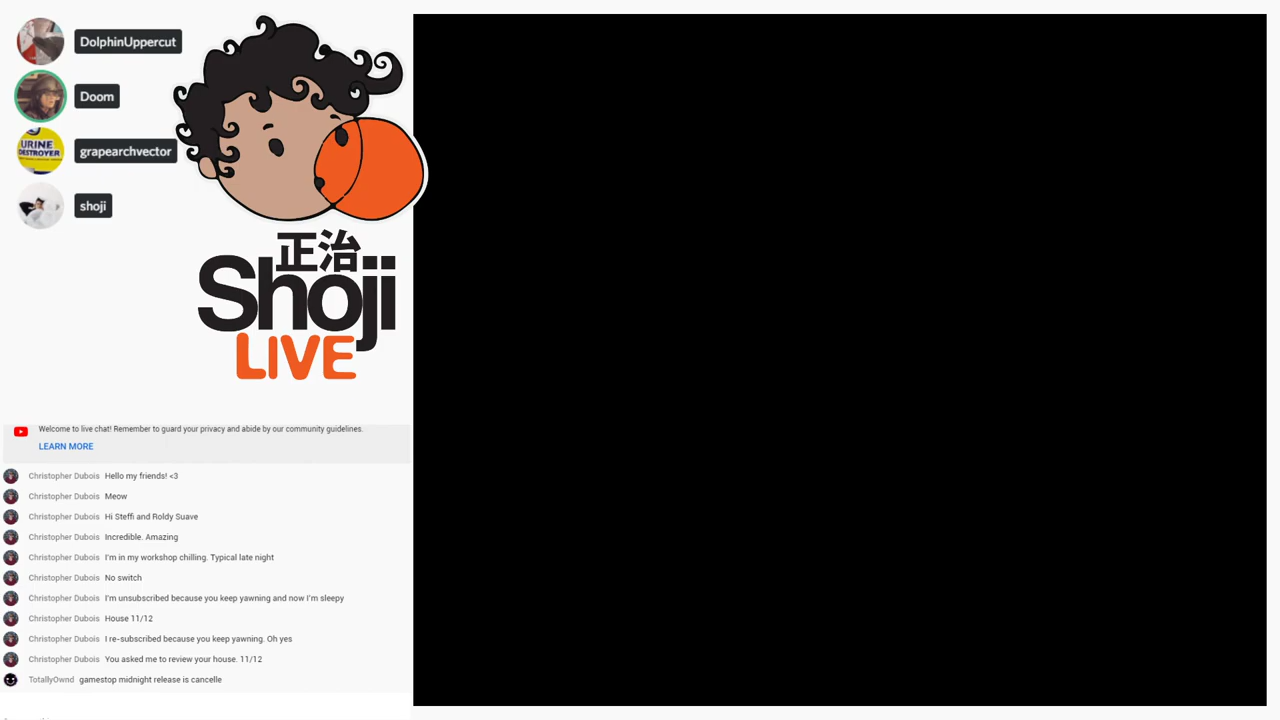 DolphinUppercut
Doom
URINE
DESTROYER
grapearchvector
shoji
正治
Shoji
LIVE
Welcome to live chat! Remember to guard your privacy and abide by our community guidelines.
LEARN MORE
Christopher Dubois Hello my friends! <3
Christopher Dubois Meow
Christopher Dubois Hi Steffi and Roldy Suave
Christopher Dubois Incredible. Amazing
Christopher Dubois I'm in my workshop chilling. Typical late night
Christopher Dubois No switch
Christopher Dubois I'm unsubscribed because you keep yawning and now I'm sleepy
Christopher Dubois House 11/12
Christopher Dubois I re-subscribed because you keep yawning. Oh yes
Christopher Dubois You asked me to review your house. 11/12
TotallyOwnd gamestop midnight release is cancelle